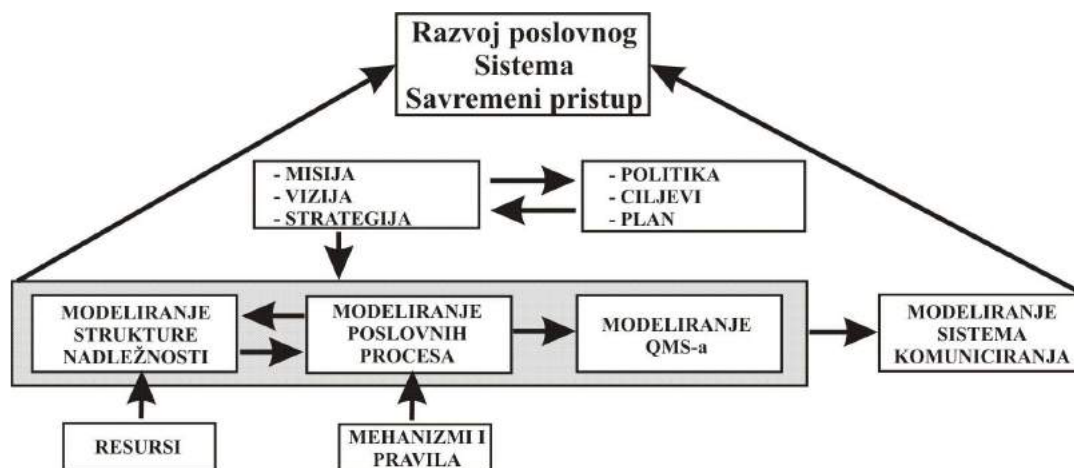 Razvoj poslovnog
Sistema
Savremeni pristup
- MISIJA
- VIZIJA
- STRATEGIJA
- POLITIKA
- CILJEVI
- PLAN
MODELIRANJE
STRUKTURE
NADLEŽNOSTI
MODELIRANJE
POSLOVNIH
PROCESA
MODELIRANJE
QMS-a
MODELIRANJE
SISTEMA
KOMUNICIRANJA
RESURSI
MEHANIZMI I
PRAVILA